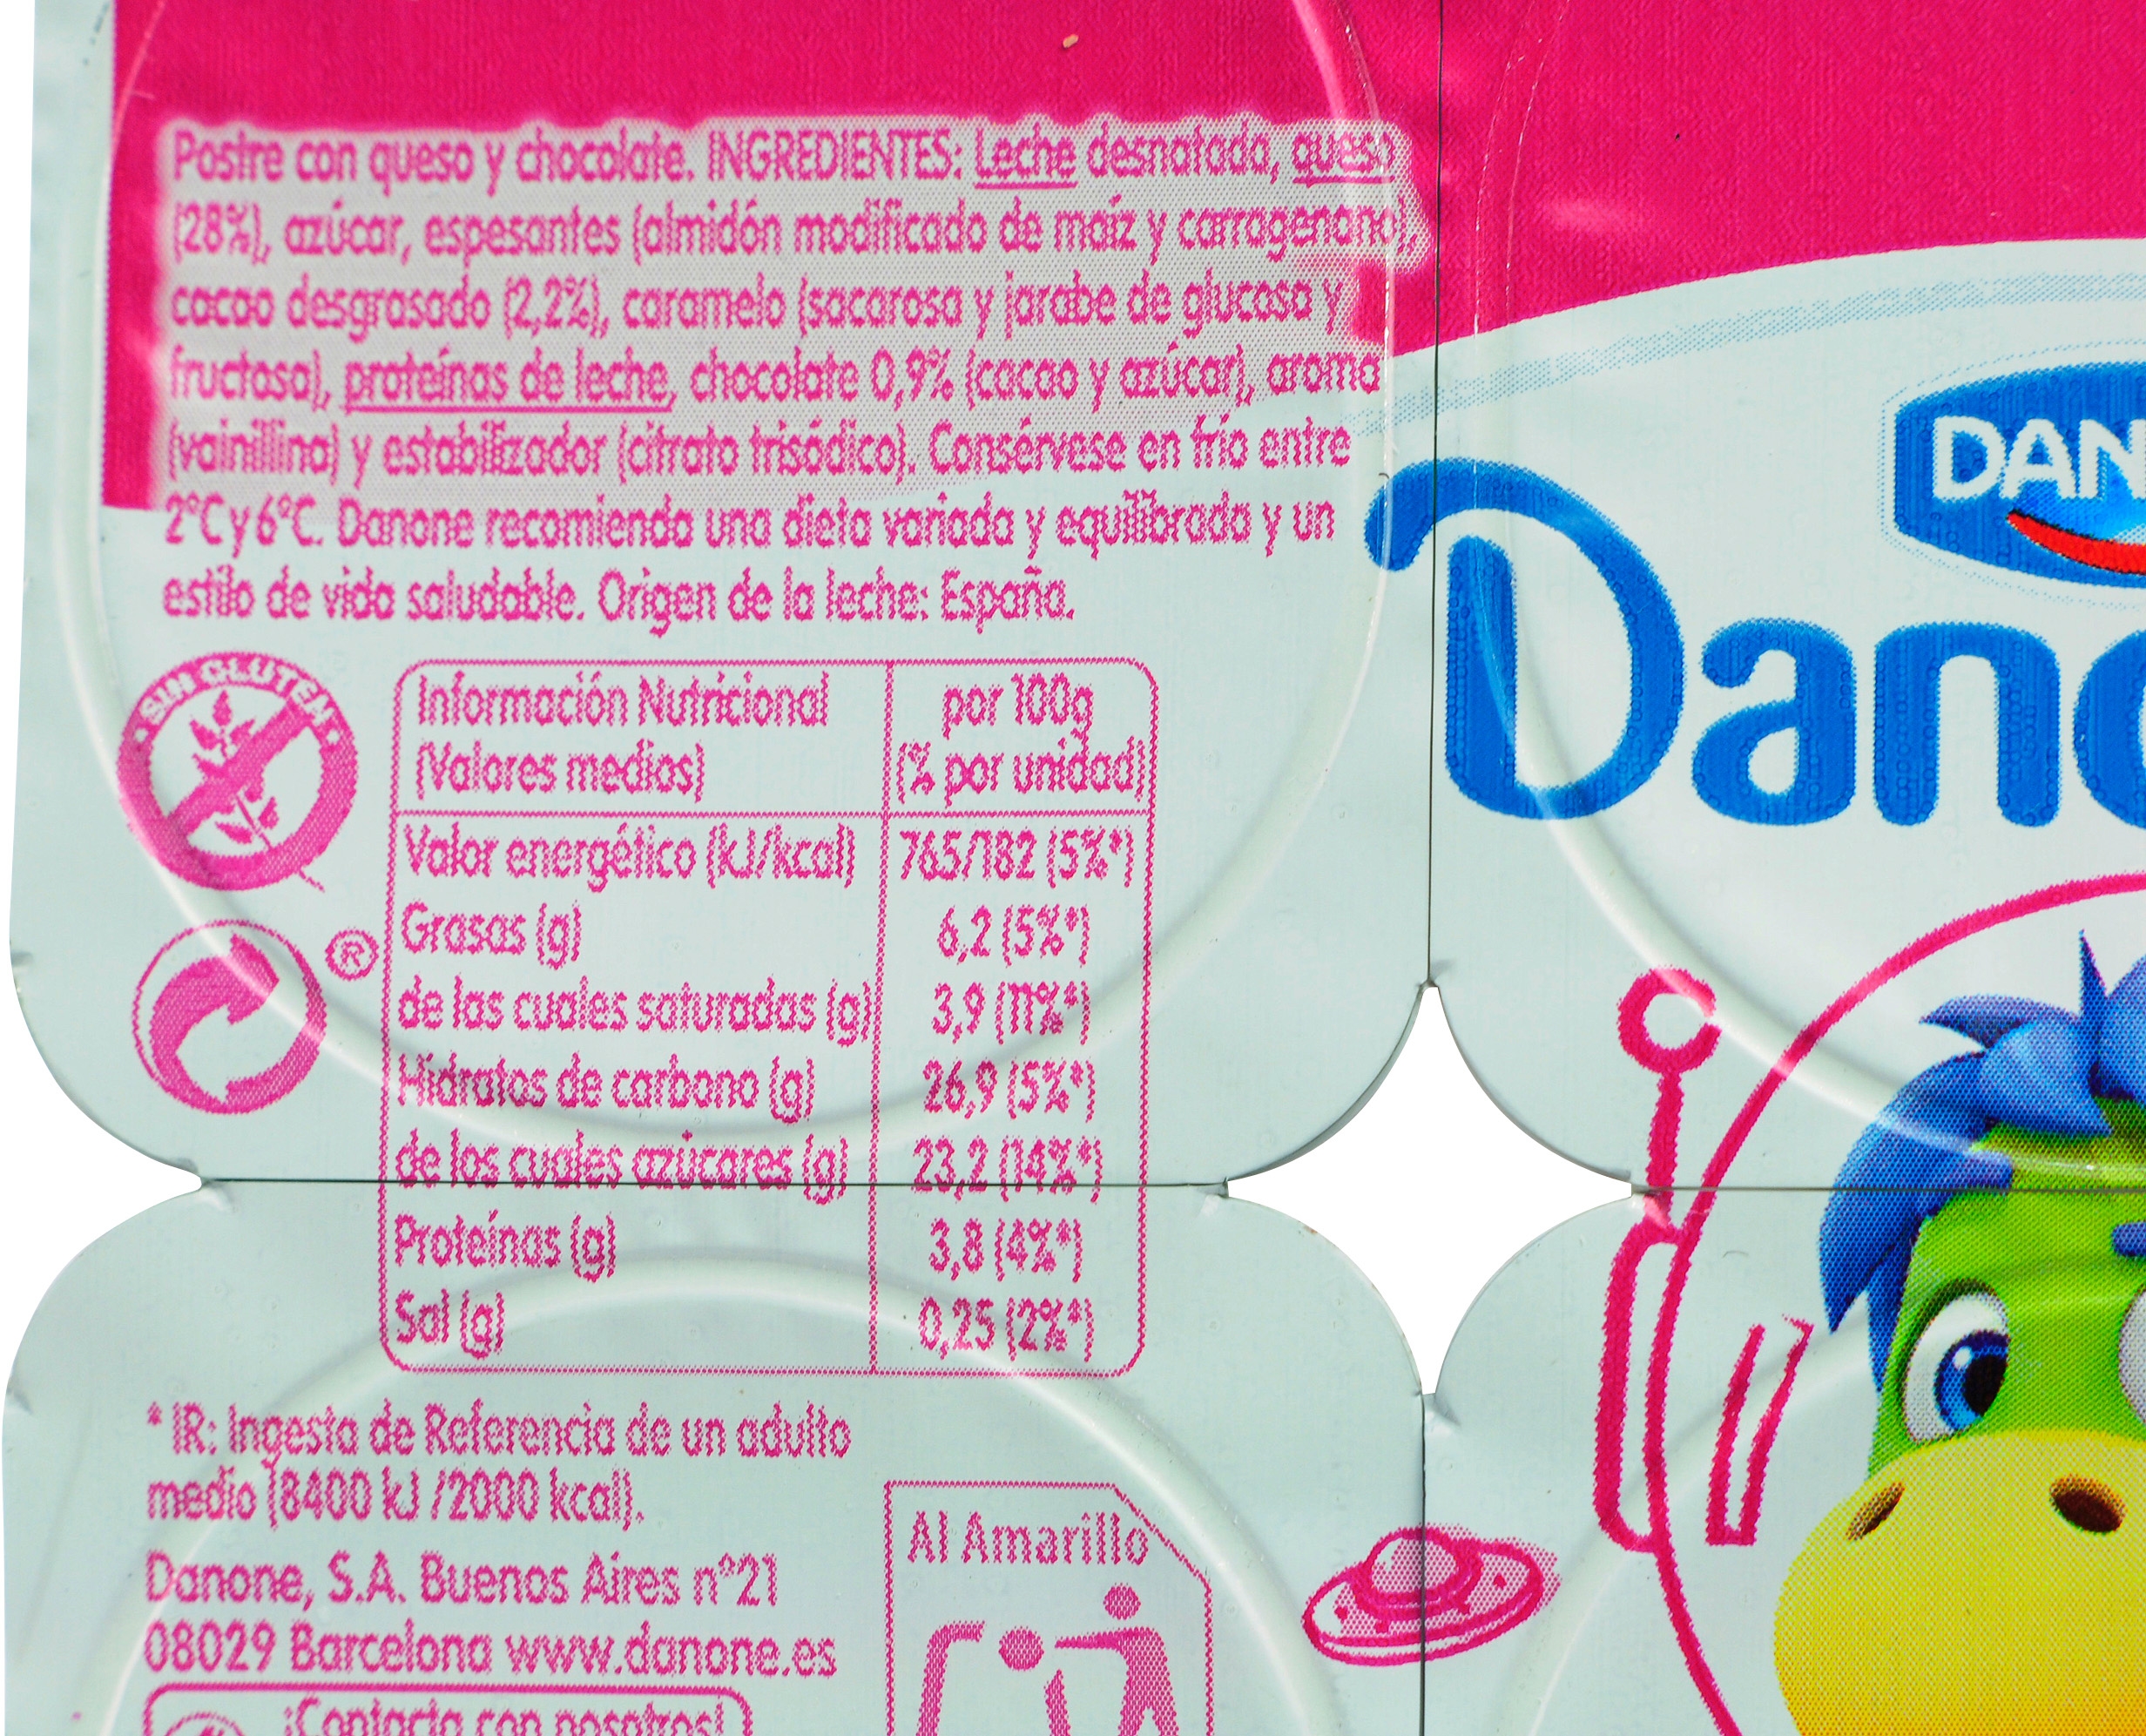 Postre con queso y chocolate. INGREDIENTES: Leche desnatada, queso
(28%), azúcar, espesantes (almidón modificado de maíz y carragenano),
cacao desgrasado (2,2%), caramelo (sacarosa y jarabe de glucosa y
fructosa), proteínas de leche, chocolate 0,9% (cacao y azúcar), aroma
(vainillina) y estabilizador (citrato trisódico). Consérvese en frío entre
2°C y 6°C. Danone recomienda una dieta variada y equilibrada y un
estilo de vida saludable. Origen de la leche: España.
DAN
Dano
SIN GLUTEN
®
Información Nutricional por 100g
(Valores medios) (% por unidad)
Valor energético (kJ/kcal) 765/182 (5%*)
Grasas (g) 6,2 (5%*)
de las cuales saturadas (g) 3,9 (11%*)
Hidratos de carbono (g) 26,9 (5%*)
de los cuales azúcares (g) 23,2 (14%*)
Proteínas (g) 3,8 (4%*)
Sal (g) 0,25 (2%*)
* IR: Ingesta de Referencia de un adulto
medio (8400 kJ /2000 kcal).
Danone, S.A. Buenos Aires n°21
08029 Barcelona www.danone.es
Al Amarillo
¡Contacta con nosotros!